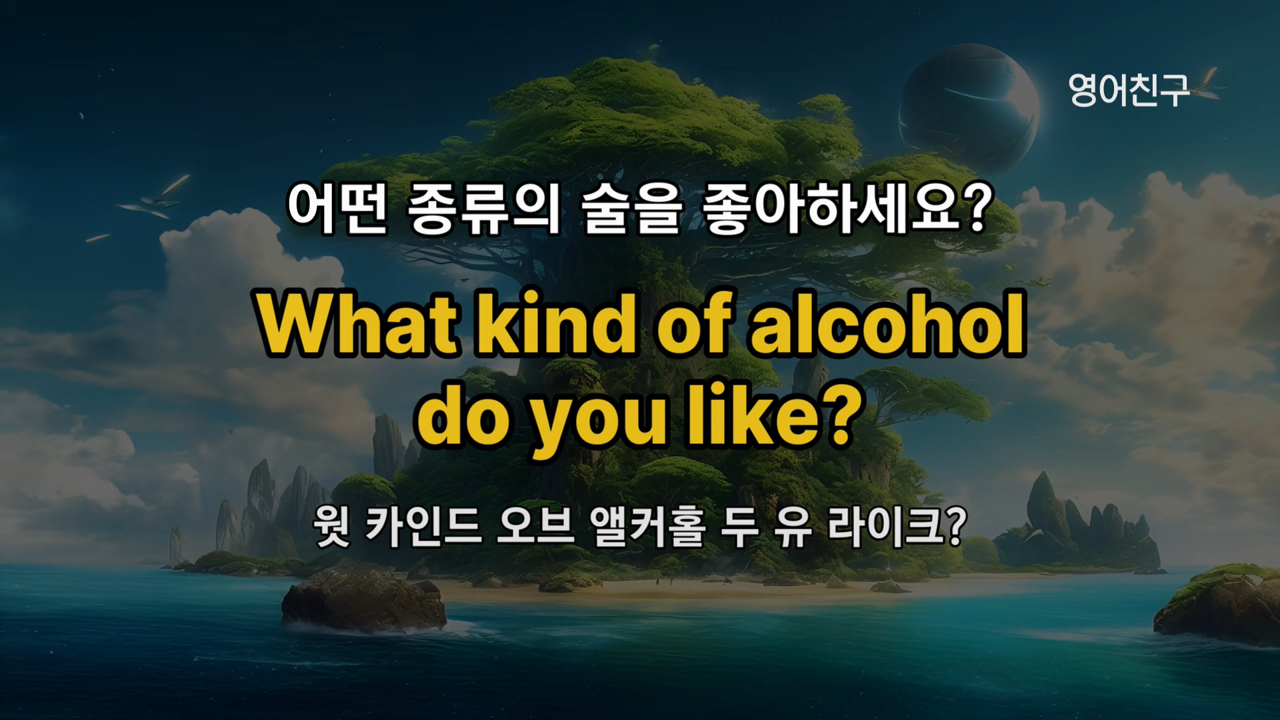 영어친구
어떤 종류의 술을 좋아하세요?
What kind of alcohol
do you like?
웟 카인드 오브 앨커홀 두 유 라이크?